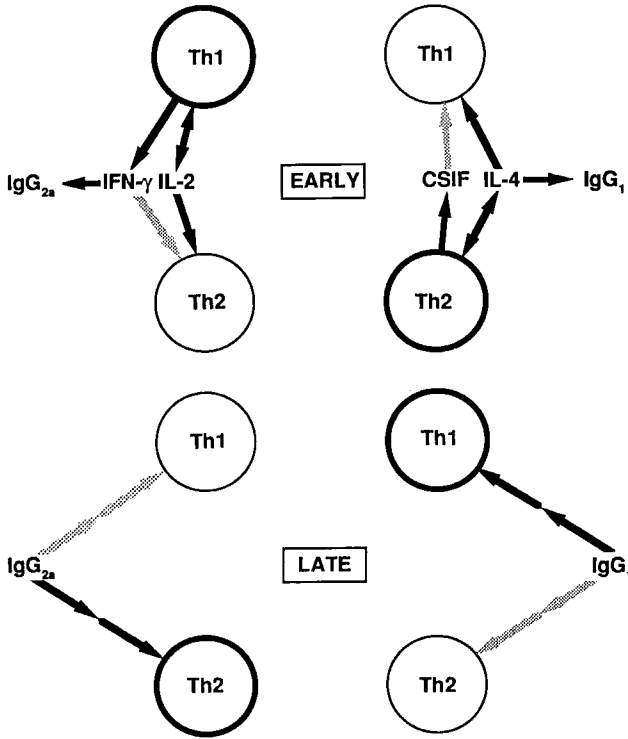 Th1
Th1
IgG2a IFN-γ IL-2 EARLY CSIF IL-4 IgG1
Th2
Th2
Th1
Th1
IgG2a LATE IgG
Th2
Th2